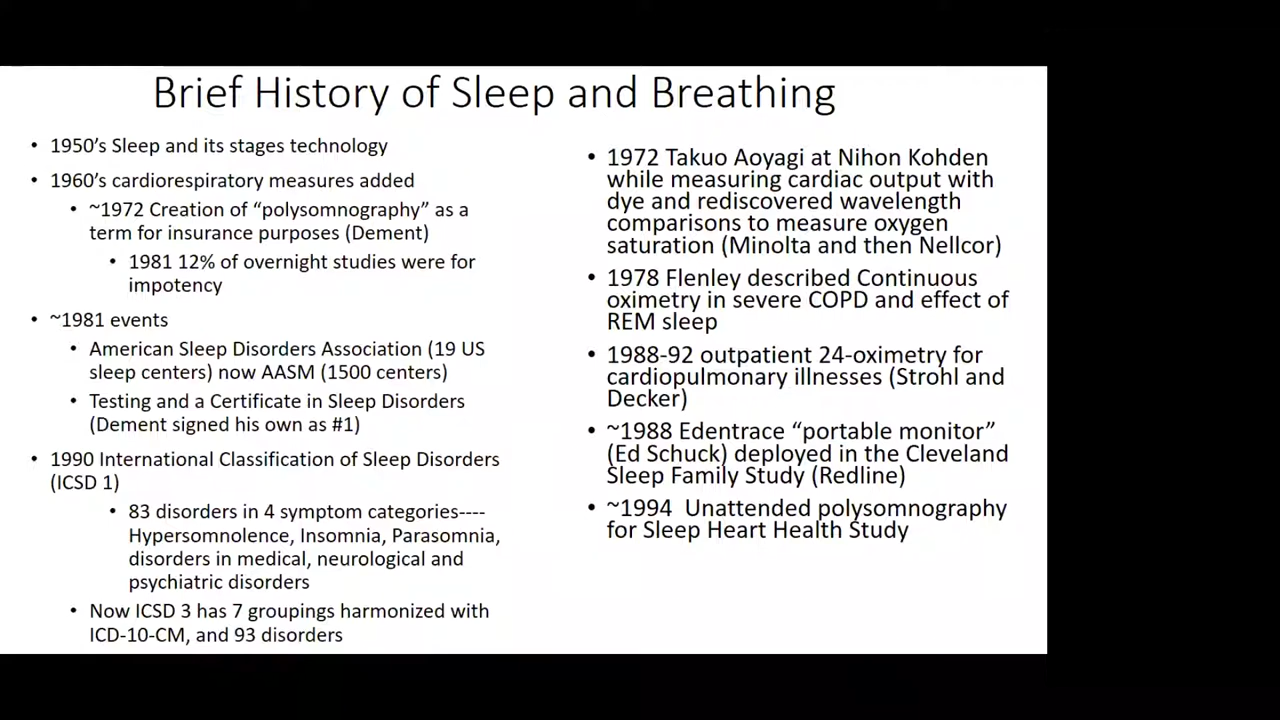 Brief History of Sleep and Breathing
• 1950's Sleep and its stages technology
• 1960's cardiorespiratory measures added
• ~1972 Creation of “polysomnography” as a
term for insurance purposes (Dement)
• 1981 12% of overnight studies were for
impotency
• ~1981 events
• American Sleep Disorders Association (19 US
sleep centers) now AASM (1500 centers)
• Testing and a Certificate in Sleep Disorders
(Dement signed his own as #1)
• 1990 International Classification of Sleep Disorders
(ICSD 1)
• 83 disorders in 4 symptom categories----
Hypersomnolence, Insomnia, Parasomnia,
disorders in medical, neurological and
psychiatric disorders
• Now ICSD 3 has 7 groupings harmonized with
ICD-10-CM, and 93 disorders
• 1972 Takuo Aoyagi at Nihon Kohden
while measuring cardiac output with
dye and rediscovered wavelength
comparisons to measure oxygen
saturation (Minolta and then Nellcor)
• 1978 Flenley described Continuous
oximetry in severe COPD and effect of
REM sleep
• 1988-92 outpatient 24-oximetry for
cardiopulmonary illnesses (Strohl and
Decker)
• ~1988 Edentrace “portable monitor”
(Ed Schuck) deployed in the Cleveland
Sleep Family Study (Redline)
• ~1994 Unattended polysomnography
for Sleep Heart Health Study